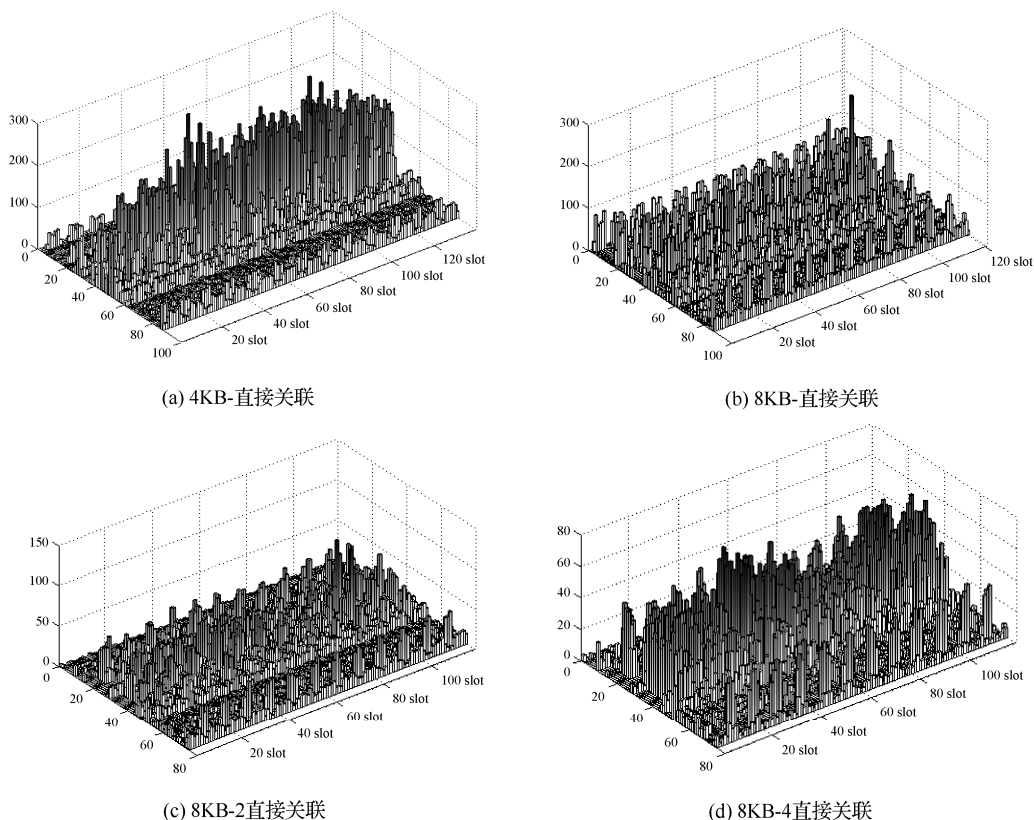 300
200
100
0
0
20
40
60
80
100
20 slot
40 slot
60 slot
80 slot
100 slot
120 slot
(a) 4KB-直接关联
300
200
100
0
0
20
40
60
80
100
20 slot
40 slot
60 slot
80 slot
100 slot
120 slot
(b) 8KB-直接关联
150
100
50
0
0
20
40
60
80
20 slot
40 slot
60 slot
80 slot
100 slot
(c) 8KB-2直接关联
80
60
40
20
0
0
20
40
60
80
20 slot
40 slot
60 slot
80 slot
100 slot
(d) 8KB-4直接关联